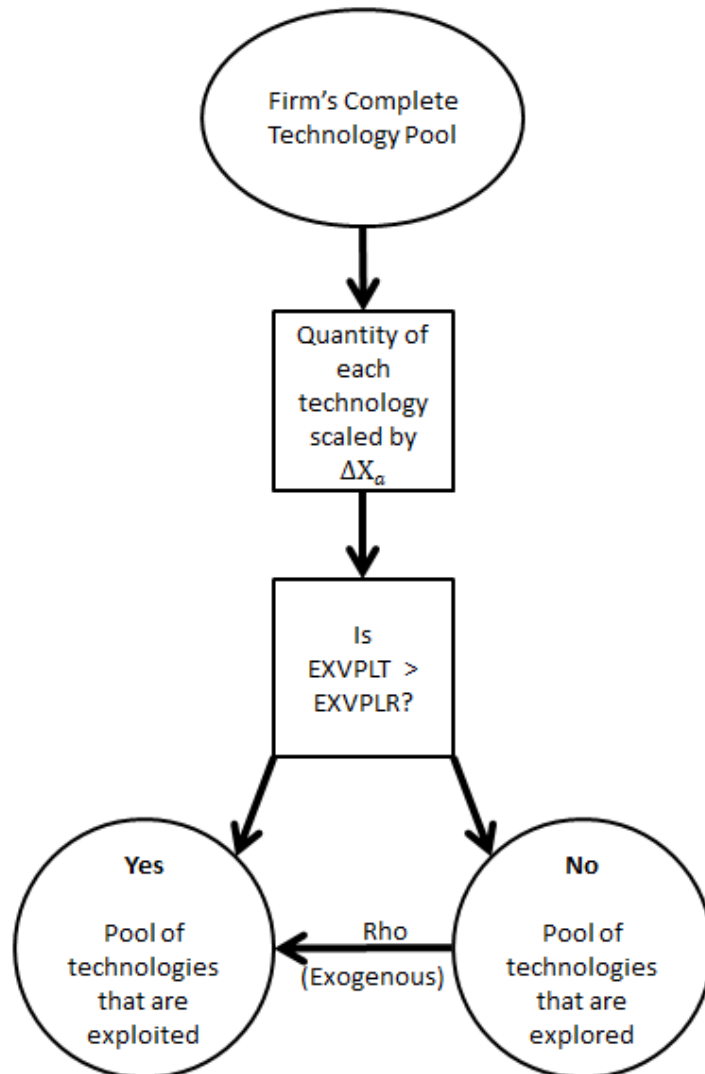 Firm's Complete
Technology Pool
Quantity of
each
technology
scaled by
ΔXₐ
Is
EXVPLT >
EXVPLR?
Yes
Pool of
technologies
that are
exploited
Rho
(Exogenous)
No
Pool of
technologies
that are
explored